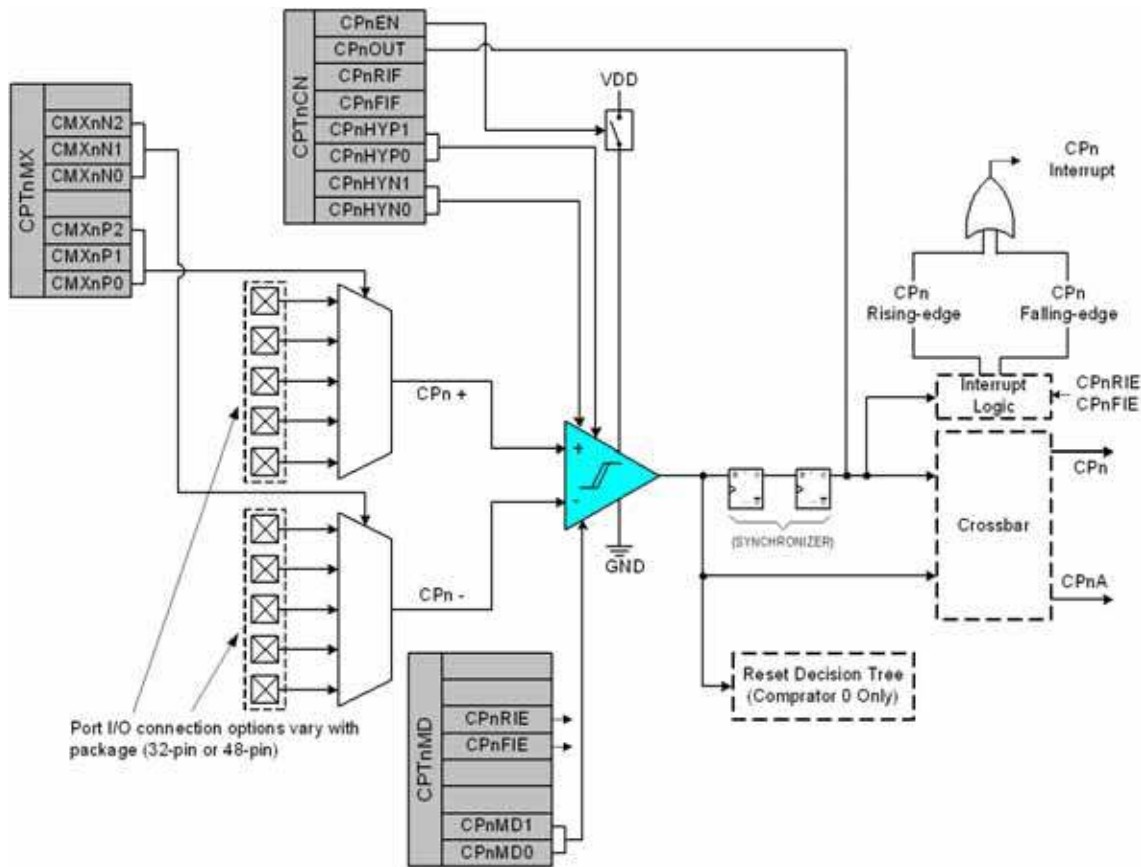 CPTnCN
CPnEN
CPnOUT
CPnRIF
CPnFIF
CPnHYP1
CPnHYP0
CPnHYN1
CPnHYN0
VDD
CPTnMX
CMXnN2
CMXnN1
CMXnN0
CMXnP2
CMXnP1
CMXnP0
CPn
Interrupt
CPn
Rising-edge
CPn
Falling-edge
Interrupt
Logic
CPnRIE
CPnFIE
CPn +
+
-
GND
(SYNCHRONIZER)
Crossbar
CPn
CPnA
CPn -
Reset Decision Tree
(Comprator 0 Only)
Port I/O connection options vary with
package (32-pin or 48-pin)
CPTnMD
CPnRIE
CPnFIE
CPnMD1
CPnMD0